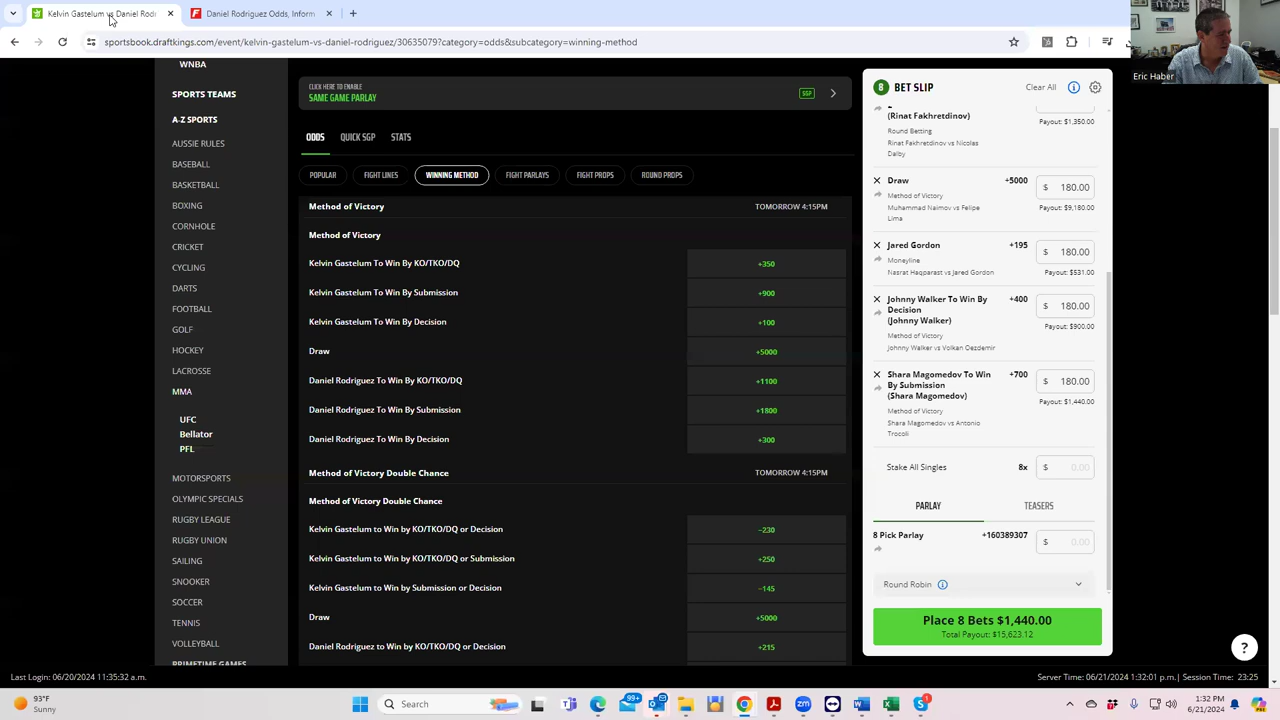 Kelvin Gastelum vs Daniel Rodr
Daniel Rodriguez Odds, Inform
sportsbook.draftkings.com/event/kelvin-gastelum-vs-daniel-rodriguez/30635079?category=odds&subcategory=winning-method
Eric Haber
WNBA
SPORTS TEAMS
A-Z SPORTS
AUSSIE RULES
BASEBALL
BASKETBALL
BOXING
CORNHOLE
CRICKET
CYCLING
DARTS
FOOTBALL
GOLF
HOCKEY
LACROSSE
MMA
UFC
Bellator
PFL
MOTORSPORTS
OLYMPIC SPECIALS
RUGBY LEAGUE
RUGBY UNION
SAILING
SNOOKER
SOCCER
TENNIS
VOLLEYBALL
PRIMETIME GAMES
CLICK HERE TO ENABLE
SAME GAME PARLAY
SGP
ODDS QUICK SGP STATS
POPULAR FIGHT LINES WINNING METHOD FIGHT PARLAYS FIGHT PROPS ROUND PROPS
Method of Victory TOMORROW 4:15PM
Method of Victory
Kelvin Gastelum To Win By KO/TKO/DQ +350
Kelvin Gastelum To Win By Submission +900
Kelvin Gastelum To Win By Decision +100
Draw +5000
Daniel Rodriguez To Win By KO/TKO/DQ +1100
Daniel Rodriguez To Win By Submission +1800
Daniel Rodriguez To Win By Decision +300
Method of Victory Double Chance TOMORROW 4:15PM
Method of Victory Double Chance
Kelvin Gastelum to Win by KO/TKO/DQ or Decision −230
Kelvin Gastelum to Win by KO/TKO/DQ or Submission +250
Kelvin Gastelum to Win by Submission or Decision −145
Draw +5000
Daniel Rodriguez to Win by KO/TKO/DQ or Decision +215
8 BET SLIP Clear All
(Rinat Fakhretdinov)
Payout: $1,350.00
Round Betting
Rinat Fakhretdinov vs Nicolas
Dalby
Draw +5000 $ 180.00
Method of Victory
Muhammad Naimov vs Felipe
Lima
Payout: $9,180.00
Jared Gordon +195 $ 180.00
Moneyline
Nasrat Haqparast vs Jared Gordon Payout: $531.00
Johnny Walker To Win By +400
Decision $ 180.00
(Johnny Walker)
Payout: $900.00
Method of Victory
Johnny Walker vs Volkan Oezdemir
Shara Magomedov To Win +700
By Submission $ 180.00
(Shara Magomedov)
Payout: $1,440.00
Method of Victory
Shara Magomedov vs Antonio
Trocoli
Stake All Singles 8x $ 0.00
PARLAY TEASERS
8 Pick Parlay +160389307 $ 0.00
Round Robin
Place 8 Bets $1,440.00
Total Payout: $15,623.12
?
Last Login: 06/20/2024 11:35:32 a.m. Server Time: 06/21/2024 1:32:01 p.m.| Session Time: 23:25
93°F
Sunny
Search
99+
1
1:32 PM
6/21/2024